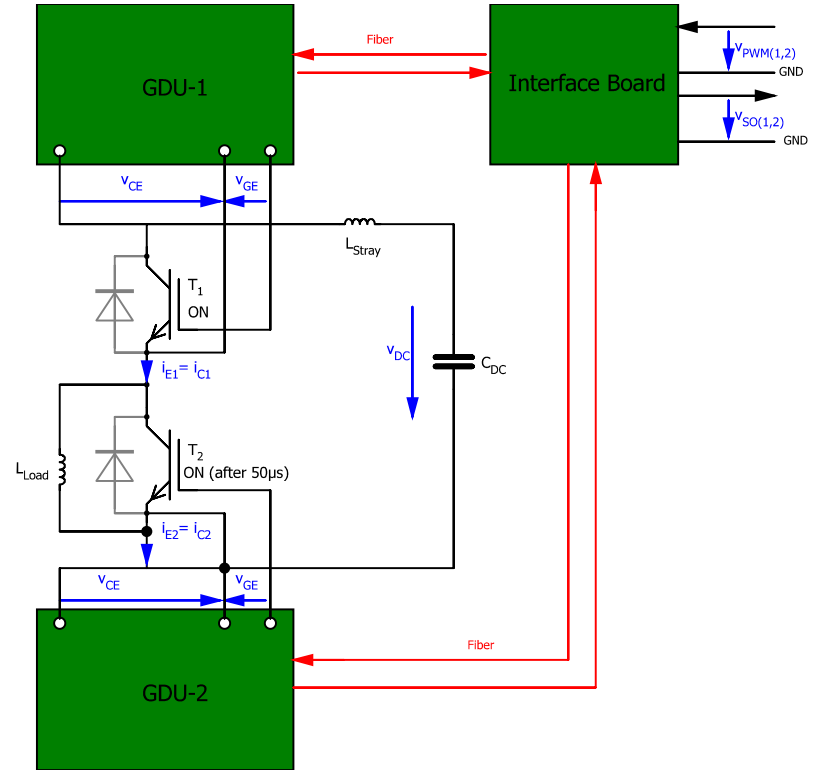 GDU-1
Fiber
Interface Board
vPWM(1,2)
GND
vSO(1,2)
GND
vCE
vGE
LStray
T1
ON
vDC
CDC
iE1= iC1
T2
ON (after 50µs)
LLoad
iE2= iC2
vCE
vGE
Fiber
GDU-2